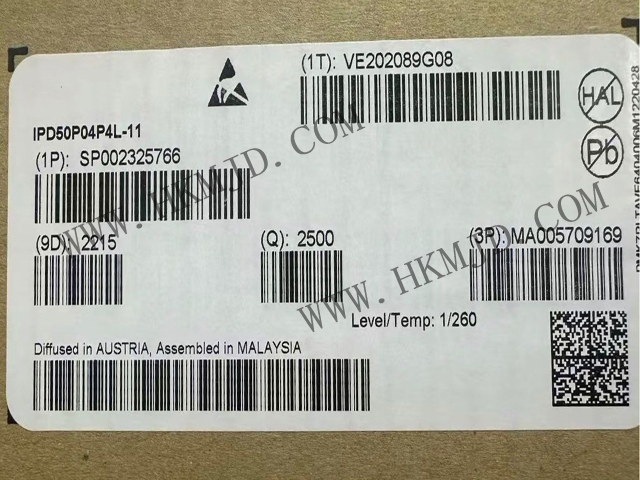 (1T): VE202089G08
HAL
IPD50P04P4L-11
(1P): SP002325766
Pb
(9D): 2215
(Q): 2500
(3R): MA005709169
Level/Temp: 1/260
Diffused in AUSTRIA, Assembled in MALAYSIA
WWW.HKMJD.COM
WWW.HKMJD.COM